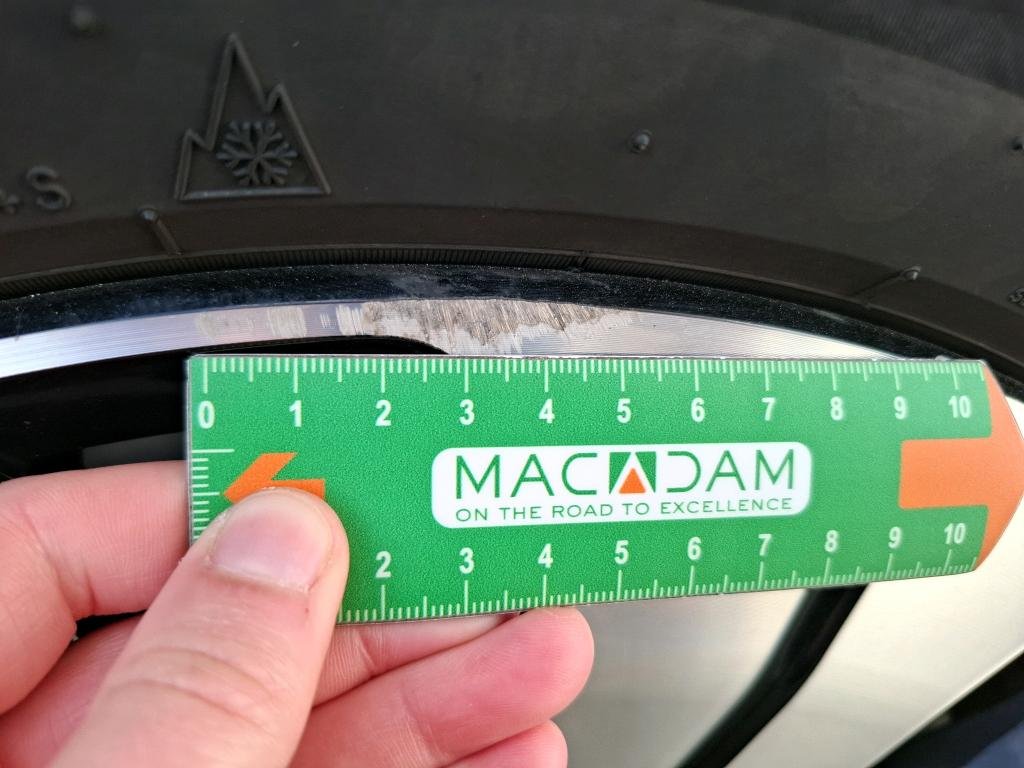 +S
0 1 2 3 4 5 6 7 8 9 10
MACADAM
ON THE ROAD TO EXCELLENCE
2 3 4 5 6 7 8 9 10